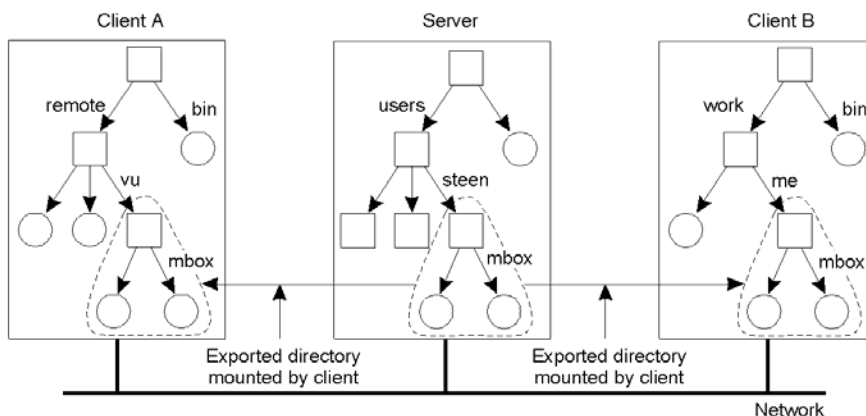 Client A
Server
Client B
remote
bin
users
work
bin
vu
steen
me
mbox
mbox
mbox
Exported directory
mounted by client
Exported directory
mounted by client
Network